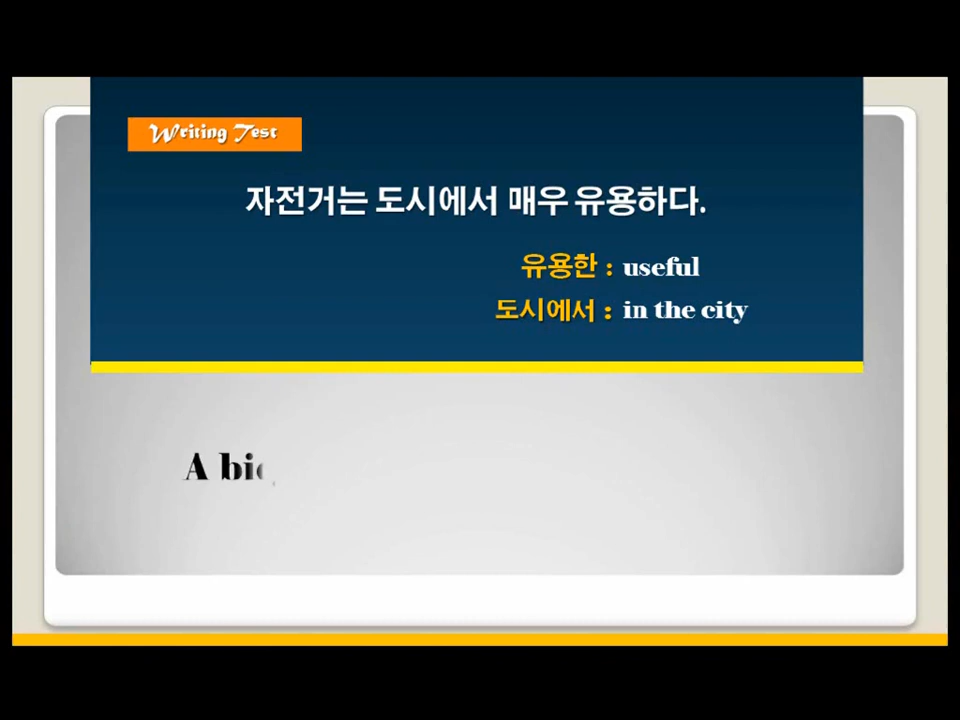 Writing Test
자전거는 도시에서 매우 유용하다.
유용한 : useful
도시에서 : in the city
A